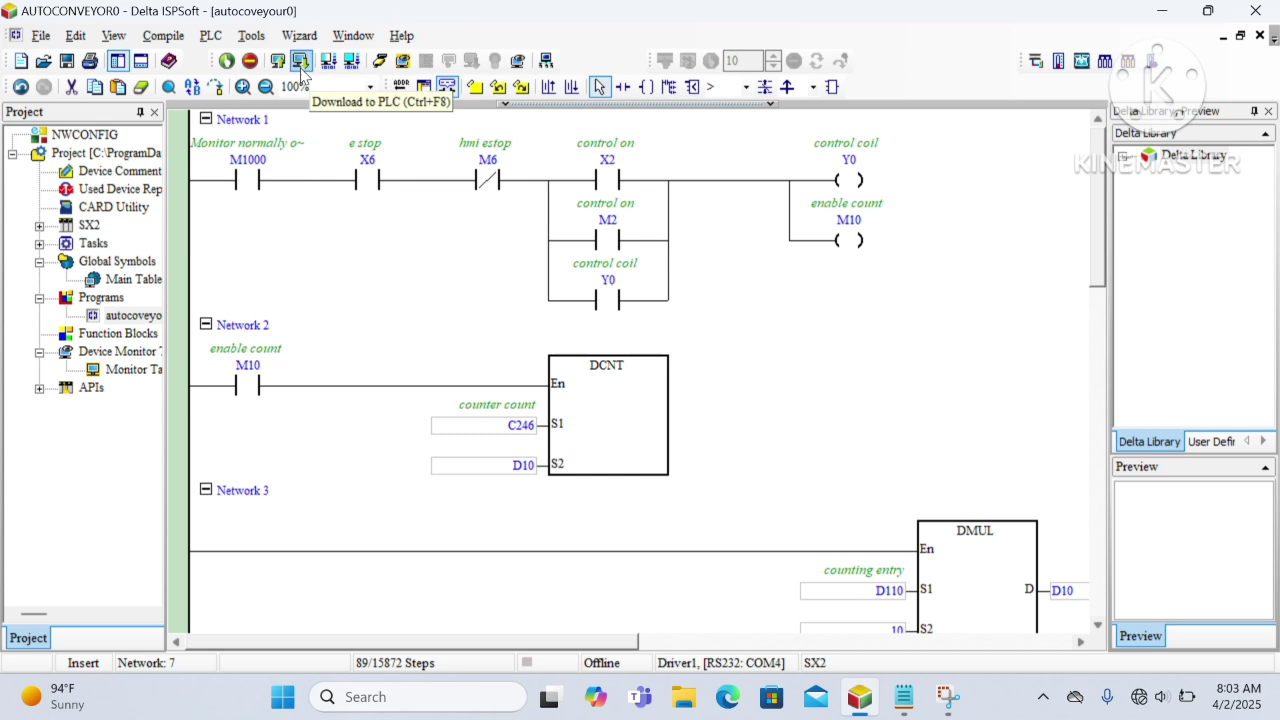 AUTOCONVEYOR0 - Delta ISPSoft - [autocoveyour0]
File Edit View Compile PLC Tools Wizard Window Help
10
100%
ADDR
Download to PLC (Ctrl+F8)
Project
NWCONFIG
Project [C:\ProgramDa
Device Comment
Used Device Rep
CARD Utility
SX2
Tasks
Global Symbols
Main Table
Programs
autocoveyo
Function Blocks
Device Monitor T
Monitor Ta
APIs
Project
Network 1
Monitor normally o~
M1000
e stop
X6
hmi estop
M6
control on
X2
control coil
Y0
control on
M2
enable count
M10
control coil
Y0
Network 2
enable count
M10
DCNT
En
counter count
C246
S1
D10
S2
Network 3
DMUL
En
counting entry
D110
S1
D
D10
10
S2
Delta Library, Preview
Delta Library
Delta Library
K
KINEMASTER
Delta Library User Defir
Preview
Preview
Insert Network: 7 89/15872 Steps Offline Driver1, [RS232: COM4] SX2
94°F
Sunny
Search
8:03 AM
4/2/2025